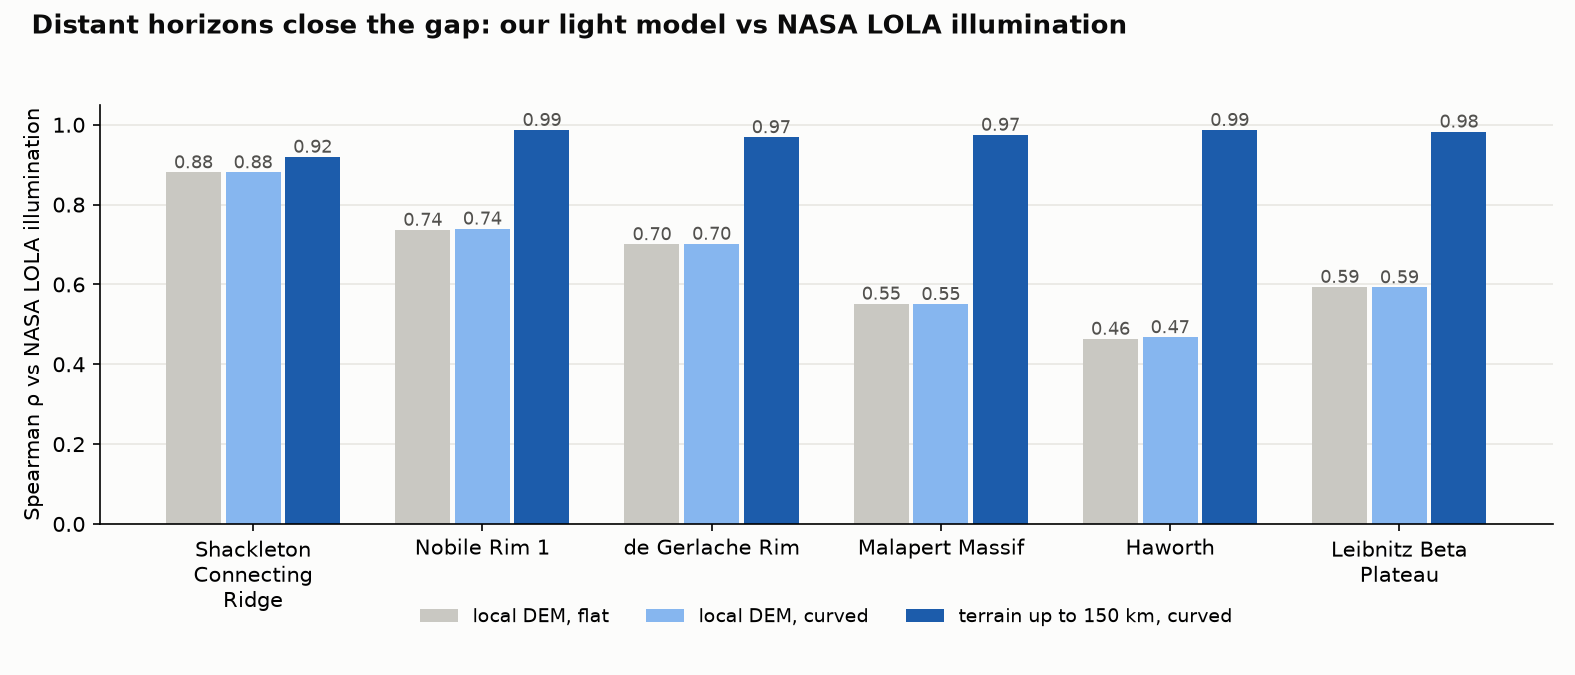 Distant horizons close the gap: our light model vs NASA LOLA illumination
Spearman ρ vs NASA LOLA illumination
1.0
0.8
0.6
0.4
0.2
0.0
0.88 0.88 0.92
0.74 0.74 0.99
0.70 0.70 0.97
0.55 0.55 0.97
0.46 0.47 0.99
0.59 0.59 0.98
Shackleton
Connecting
Ridge
Nobile Rim 1
de Gerlache Rim
Malapert Massif
Haworth
Leibnitz Beta
Plateau
local DEM, flat
local DEM, curved
terrain up to 150 km, curved